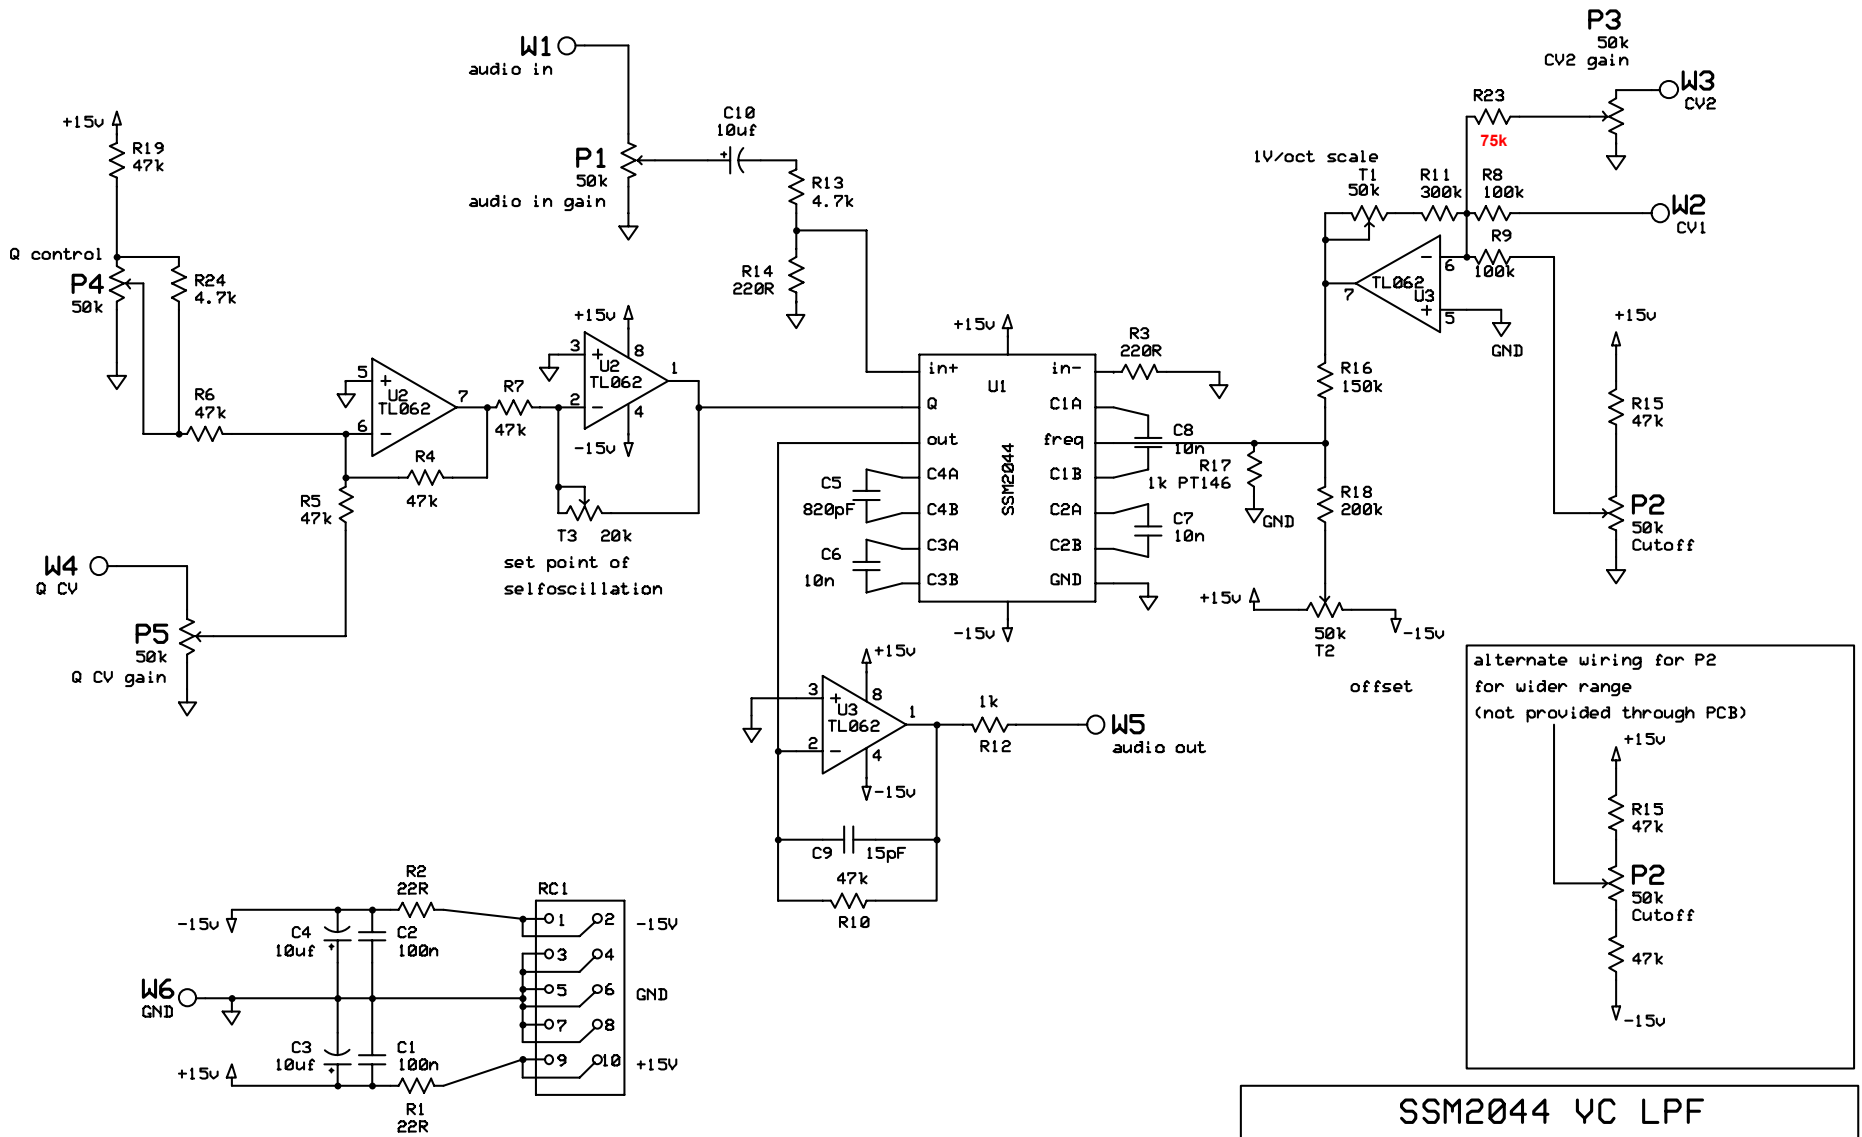 P3
50k
CV2 gain
W1
audio in
W3
CV2
R23
75k
C10
10uf
+15v
R19
47k
P1
50k
audio in gain
R13
4.7k
1V/oct scale
T1
50k
R11
300k
R8
100k
W2
CV1
R9
100k
Q control
P4
50k
R24
4.7k
R14
220R
6
TL062
7
U3
5
GND
+15v
+15v
3
8
U2
TL062
1
2
4
-15v
+15v
R3
220R
in+
in-
U1
Q
C1A
out
freq
C4A
C1B
C4B
C2A
C3A
C2B
C3B
GND
SSM2044
-15v
R16
150k
R15
47k
5
U2
TL062
7
6
R6
47k
R7
47k
R4
47k
R5
47k
C8
10n
R17
1k PT146
GND
C5
820pF
R18
200k
C7
10n
P2
50k
Cutoff
T3 20k
set point of
selfoscillation
C6
10n
W4
Q CV
P5
50k
Q CV gain
+15v
50k
T2
-15v
offset
+15v
3
8
U3
TL062
1
2
4
-15v
1k
R12
W5
audio out
C9
15pF
47k
R10
alternate wiring for P2
for wider range
(not provided through PCB)
+15v
R15
47k
P2
50k
Cutoff
47k
-15v
R2
22R
RC1
-15v
C4
10uf
C2
100n
1
2
-15V
3
4
W6
GND
5
6
GND
7
8
C3
10uf
C1
100n
9
10
+15V
+15v
R1
22R
SSM2044 VC LPF